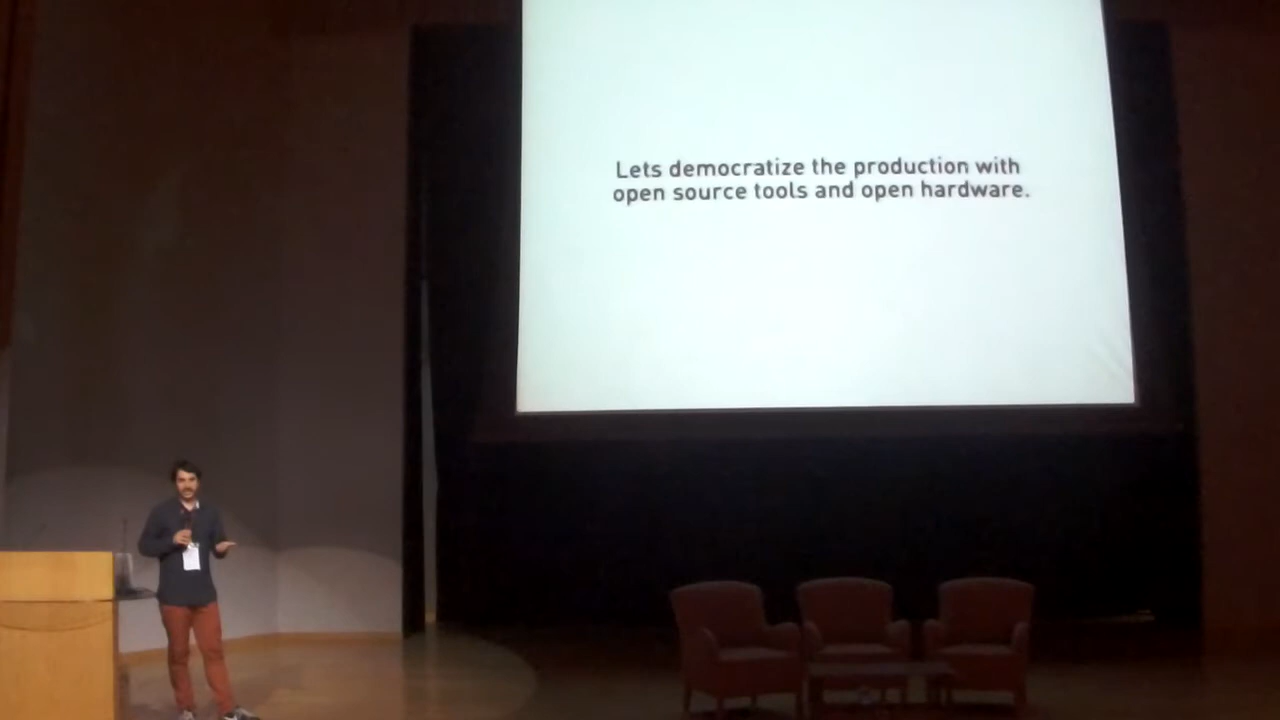 Lets democratize the production with
open source tools and open hardware.